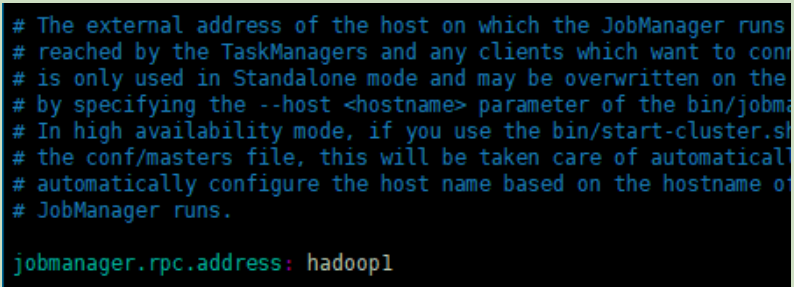 # The external address of the host on which the JobManager runs
# reached by the TaskManagers and any clients which want to conn
# is only used in Standalone mode and may be overwritten on the
# by specifying the --host <hostname> parameter of the bin/jobma
# In high availability mode, if you use the bin/start-cluster.sh
# the conf/masters file, this will be taken care of automaticall
# automatically configure the host name based on the hostname of
# JobManager runs.
jobmanager.rpc.address: hadoop1